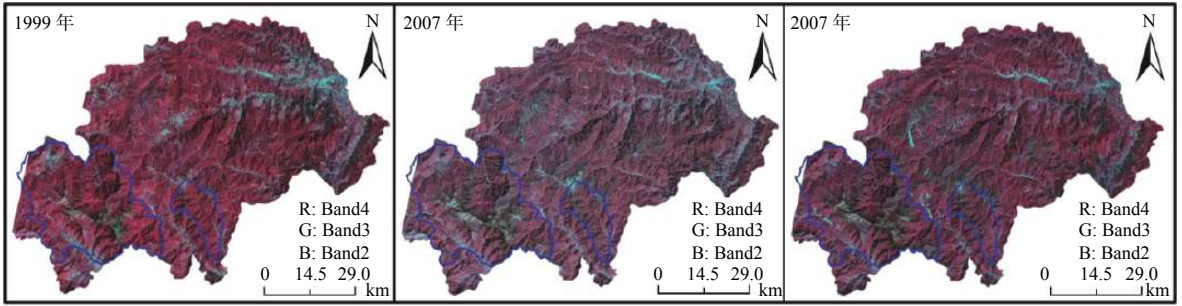 1999 年
N
R: Band4
G: Band3
B: Band2
0 14.5 29.0
km
2007 年
N
R: Band4
G: Band3
B: Band2
0 14.5 29.0
km
2007 年
N
R: Band4
G: Band3
B: Band2
0 14.5 29.0
km